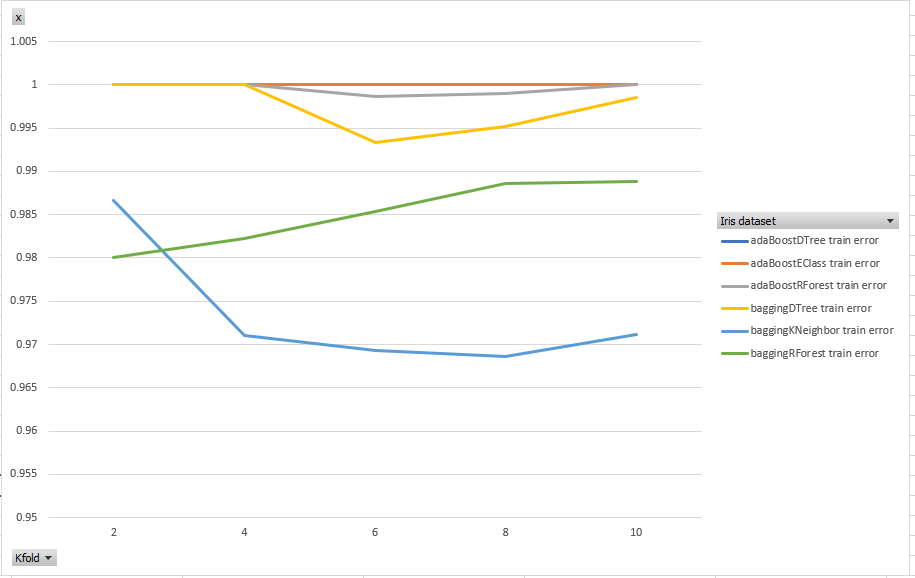 x
1.005
1
0.995
0.99
0.985
0.98
0.975
0.97
0.965
0.96
0.955
0.95
2 4 6 8 10
Kfold
Iris dataset
adaBoostDTree train error
adaBoostEClass train error
adaBoostRForest train error
baggingDTree train error
baggingKNeighbor train error
baggingRForest train error